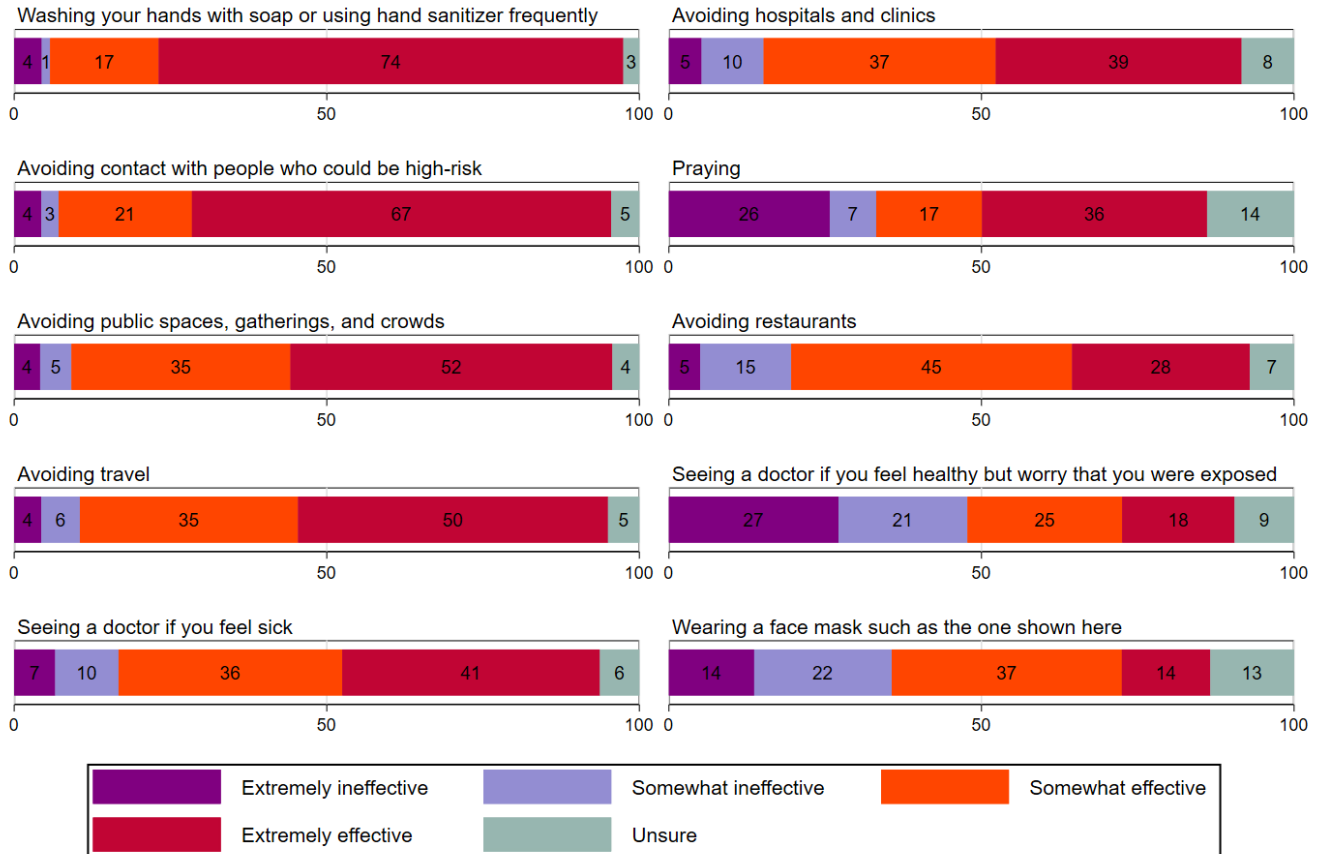 Washing your hands with soap or using hand sanitizer frequently
4 1 17 74 3
0 50 100
Avoiding hospitals and clinics
5 10 37 39 8
0 50 100
Avoiding contact with people who could be high-risk
4 3 21 67 5
0 50 100
Praying
26 7 17 36 14
0 50 100
Avoiding public spaces, gatherings, and crowds
4 5 35 52 4
0 50 100
Avoiding restaurants
5 15 45 28 7
0 50 100
Avoiding travel
4 6 35 50 5
0 50 100
Seeing a doctor if you feel healthy but worry that you were exposed
27 21 25 18 9
0 50 100
Seeing a doctor if you feel sick
7 10 36 41 6
0 50 100
Wearing a face mask such as the one shown here
14 22 37 14 13
0 50 100
Extremely ineffective Somewhat ineffective Somewhat effective
Extremely effective Unsure